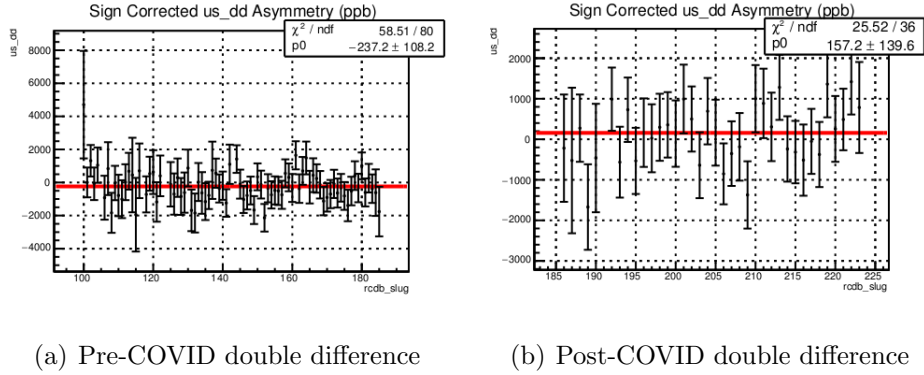 Sign Corrected us_dd Asymmetry (ppb)
χ² / ndf 58.51 / 80
p0 −237.2 ± 108.2
us_dd
8000
6000
4000
2000
0
−2000
−4000
100 120 140 160 180
rcdb_slug
(a) Pre-COVID double difference
Sign Corrected us_dd Asymmetry (ppb)
χ² / ndf 25.52 / 36
p0 157.2 ± 139.6
us_dd
2000
1000
0
−1000
−2000
−3000
185 190 195 200 205 210 215 220 225
rcdb_slug
(b) Post-COVID double difference